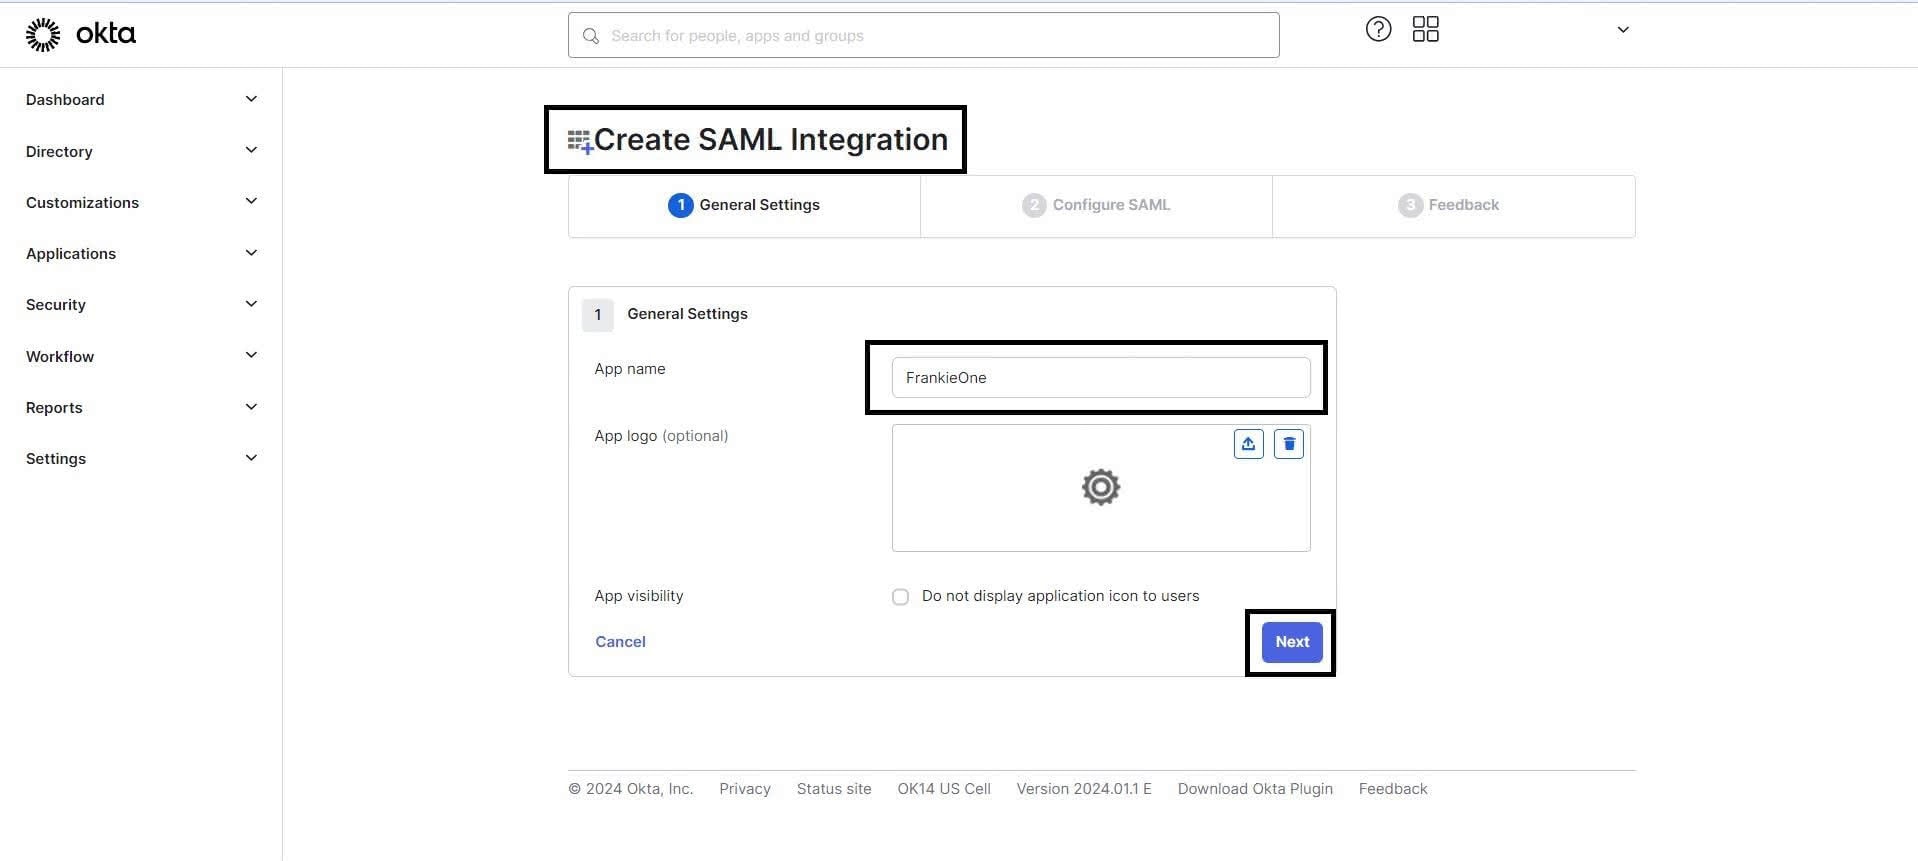 okta
Search for people, apps and groups
Dashboard
Directory
Customizations
Applications
Security
Workflow
Reports
Settings
Create SAML Integration
1 General Settings
2 Configure SAML
3 Feedback
1 General Settings
App name
FrankieOne
App logo (optional)
App visibility
Do not display application icon to users
Cancel
Next
© 2024 Okta, Inc. Privacy Status site OK14 US Cell Version 2024.01.1 E Download Okta Plugin Feedback